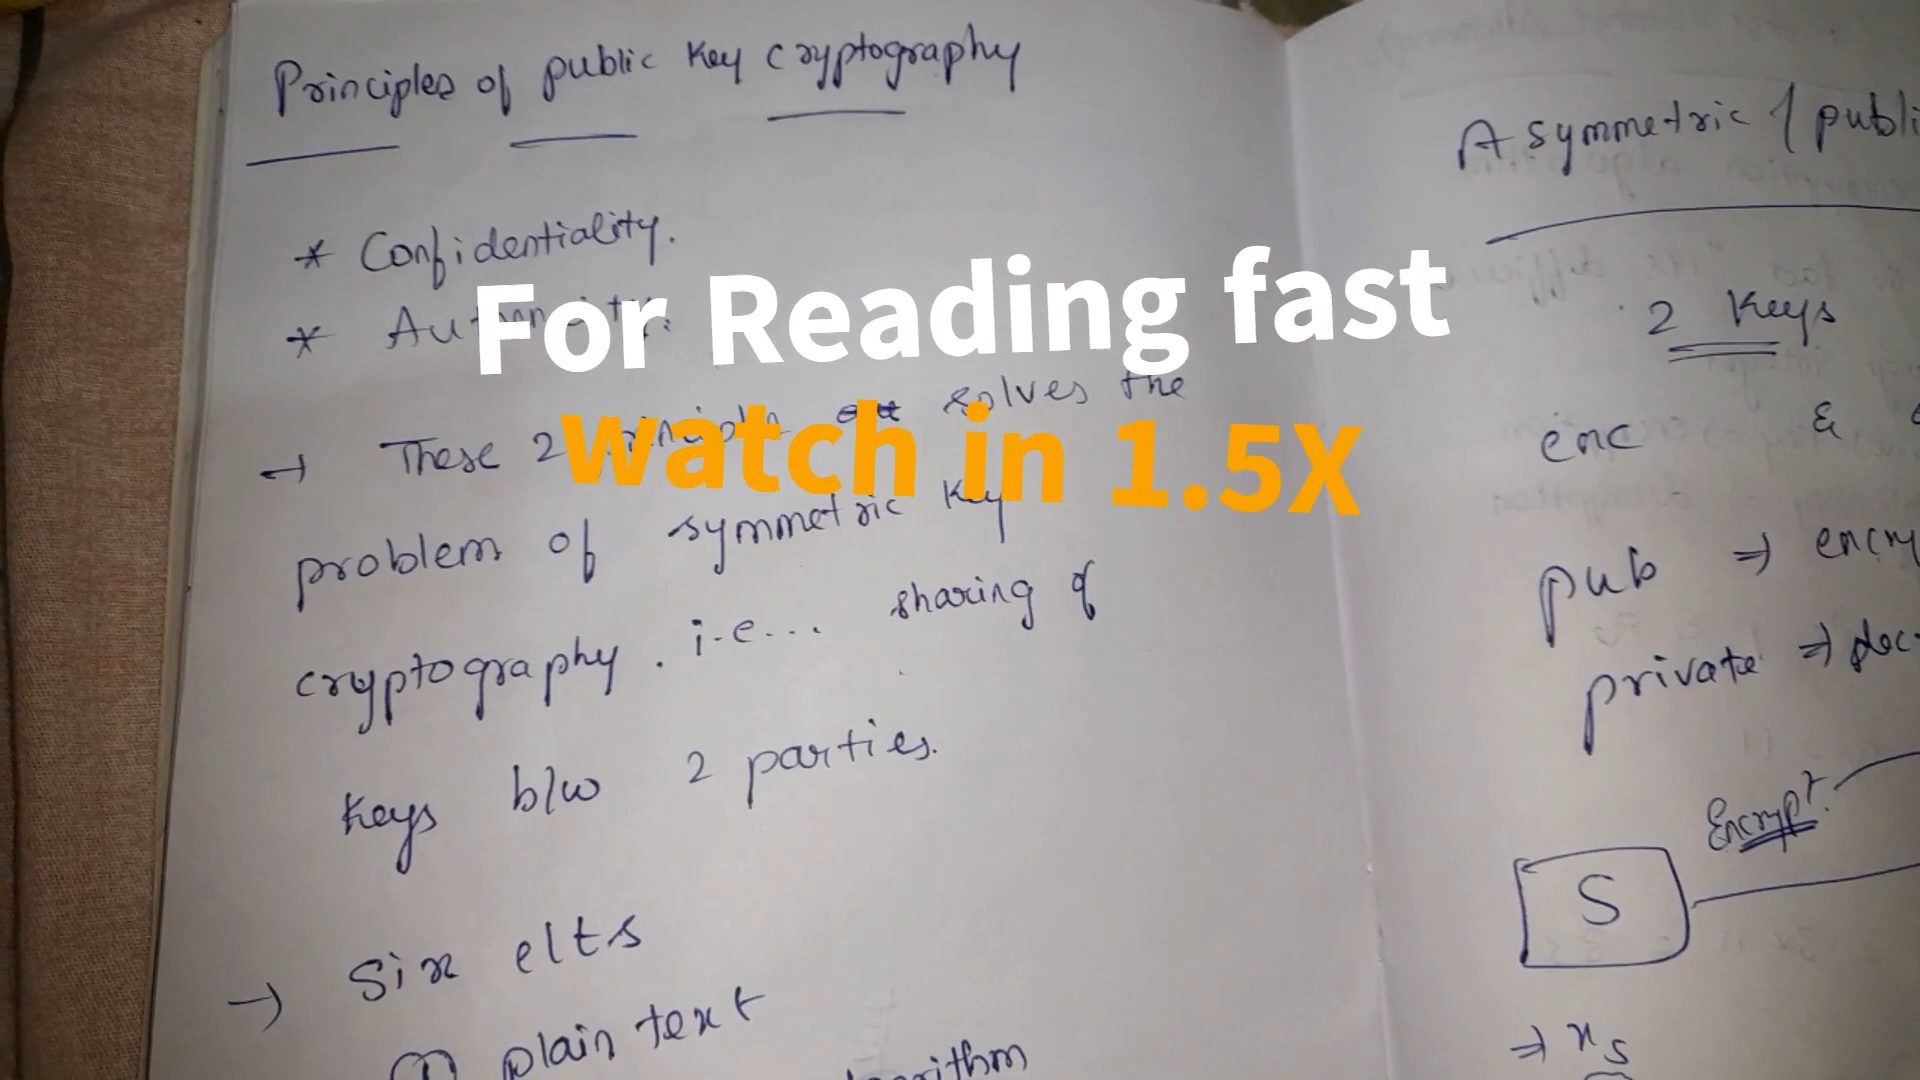 Principles of public key cryptography
* Confidentiality.
*
→ These 2 solves the
problem of symmetric key
cryptography. i.e... sharing of
keys b/w 2 parties.
→ Six elts
① plain text
For Reading fast
watch in 1.5X
Asymmetric / publi
2 keys
enc &
pub ⇒ encry
private ⇒ dec
Encrypt.
S
⇒